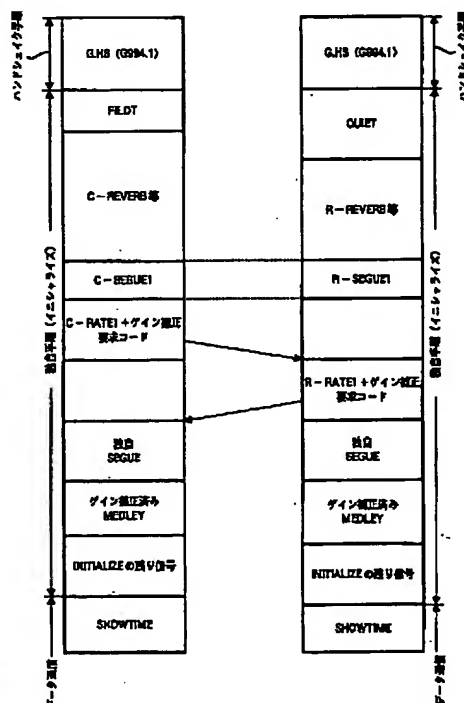 ハンドシェイク手順
独自手順 (イニシャライズ)
データ通信
G.HS (G994.1)
PILOT
C-REVERB等
C-SEGUE1
C-RATE1+ゲイン補正
要求コード
独自
SEGUE
ゲイン補正済み
MEDLEY
INITIALIZEの残り信号
SHOWTIME
G.HS (G994.1)
QUIET
R-REVERB等
R-SEGUE1
R-RATE1+ゲイン補正
要求コード
独自
SEGUE
ゲイン補正済み
MEDLEY
INITIALIZEの残り信号
SHOWTIME
ハンドシェイク手順
独自手順 (イニシャライズ)
データ通信